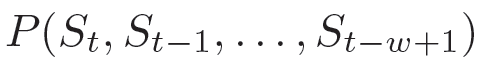 P(S_t, S_{t−1}, . . . , S_{t−w+1})